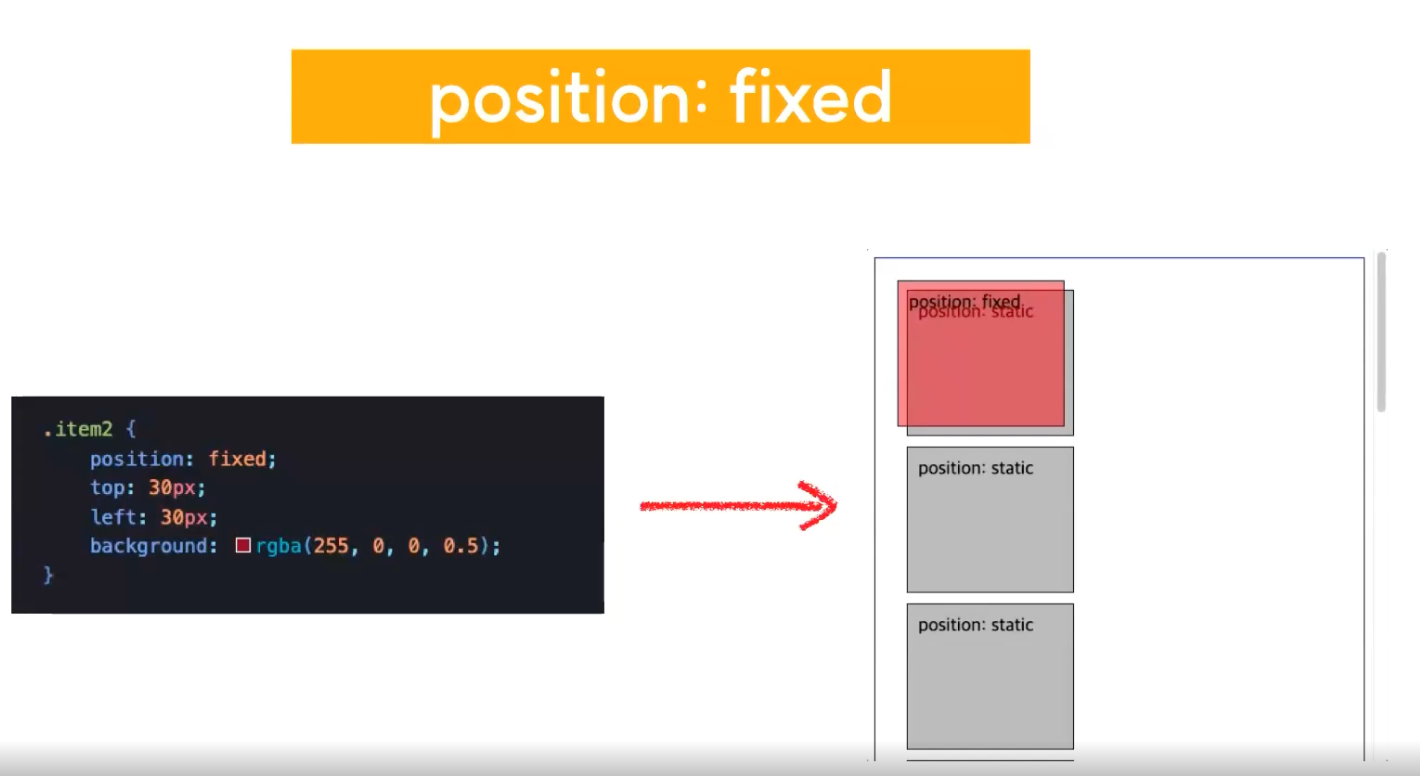 position: fixed
.item2 {
position: fixed;
top: 30px;
left: 30px;
background: rgba(255, 0, 0, 0.5);
}
position: fixed
position: static
position: static
position: static